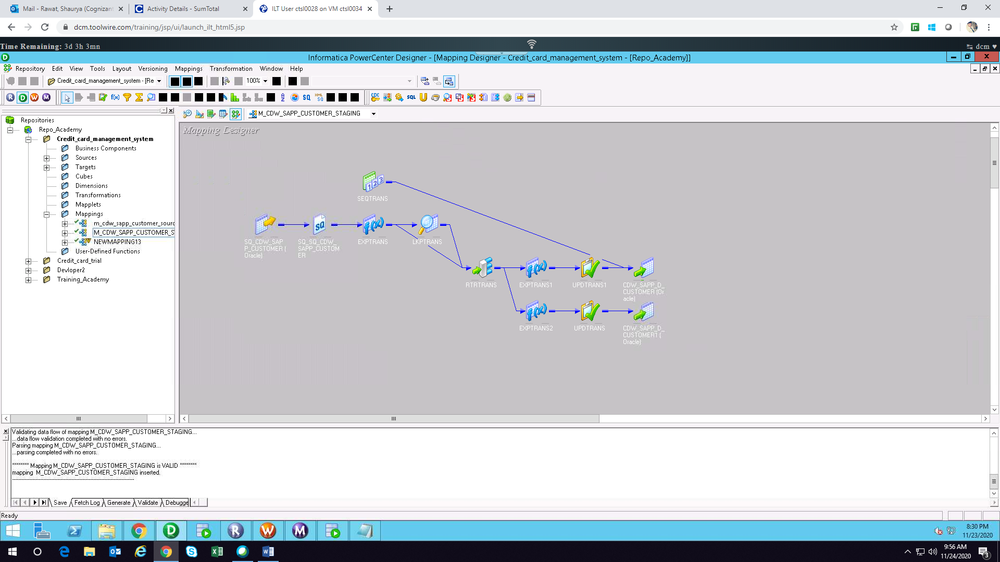 Mail - Rawat, Shaurya (Cognizant
Activity Details - SumTotal
ILT User ctsl0028 on VM ctsl0034
dcm.toolwire.com/training/jsp/ui/launch_ilt_html5.jsp
Time Remaining: 3d 3h 3mn
dcm
Informatica PowerCenter Designer - [Mapping Designer - Credit_card_management_system - [Repo_Academy]]
Repository Edit View Tools Layout Versioning Mappings Transformation Window Help
Credit_card_management_system - [Re
100%
M_CDW_SAPP_CUSTOMER_STAGING
Repositories
Repo_Academy
Credit_card_management_system
Business Components
Sources
Targets
Cubes
Dimensions
Transformations
Mapplets
Mappings
m_cdw_sapp_customer_sourc
M_CDW_SAPP_CUSTOMER_S
NEWMAPPING13
User-Defined Functions
Credit_card_trial
Devloper2
Training_Academy
Mapping Designer
SEQTRANS
SQ_CDW_SAP
P_CUSTOMER (
Oracle)
SQ_SQ_CDW_
SAPP_CUSTOM
ER
EXPTRANS
LKPTRANS
RTRTRANS
EXPTRANS1
UPDTRANS1
CDW_SAPP_D_
CUSTOMER (Or
acle)
EXPTRANS2
UPDTRANS
CDW_SAPP_D_
CUSTOMER1 (
Oracle)
Validating data flow of mapping M_CDW_SAPP_CUSTOMER_STAGING...
...data flow validation completed with no errors.
Parsing mapping M_CDW_SAPP_CUSTOMER_STAGING...
...parsing completed with no errors.
******** Mapping M_CDW_SAPP_CUSTOMER_STAGING is VALID ********
mapping M_CDW_SAPP_CUSTOMER_STAGING inserted.
Save Fetch Log Generate Validate Debugge
Ready
8:30 PM
11/23/2020
9:56 AM
11/24/2020
3